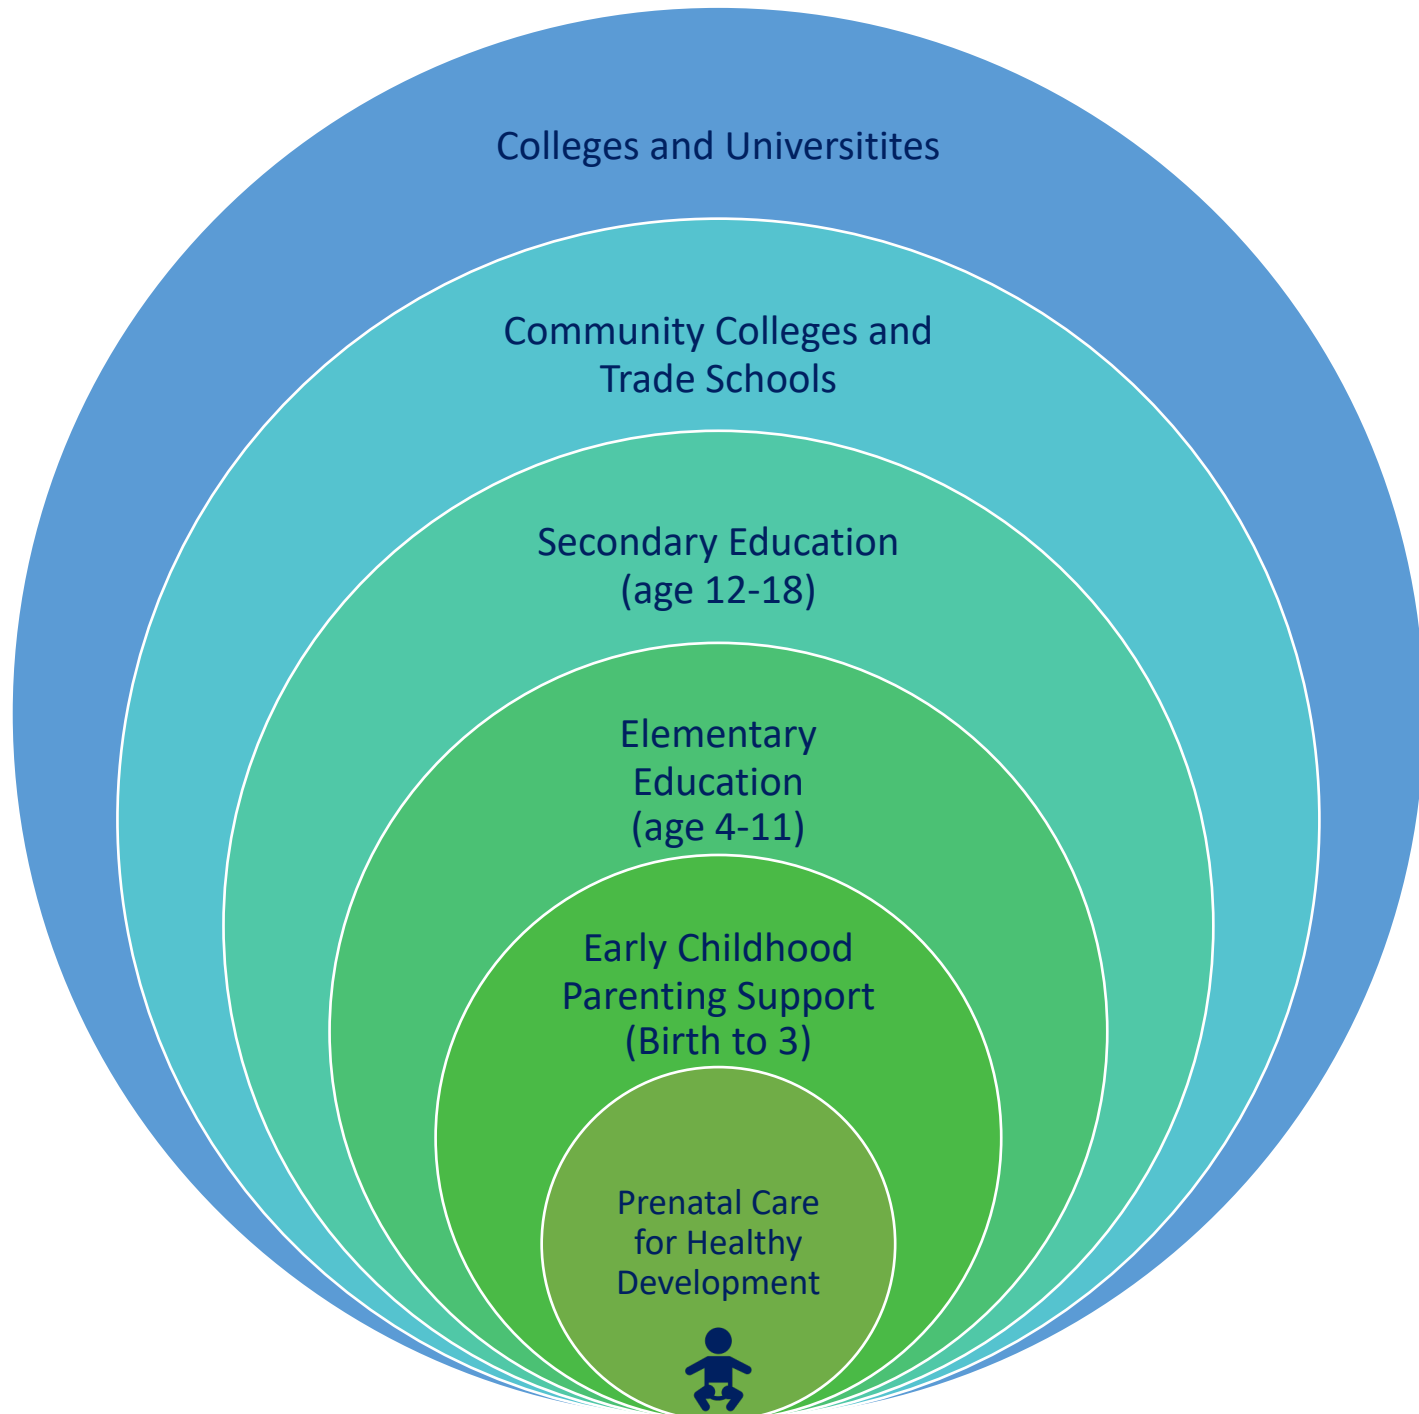 Colleges and Universitites
Community Colleges and
Trade Schools
Secondary Education
(age 12-18)
Elementary
Education
(age 4-11)
Early Childhood
Parenting Support
(Birth to 3)
Prenatal Care
for Healthy
Development